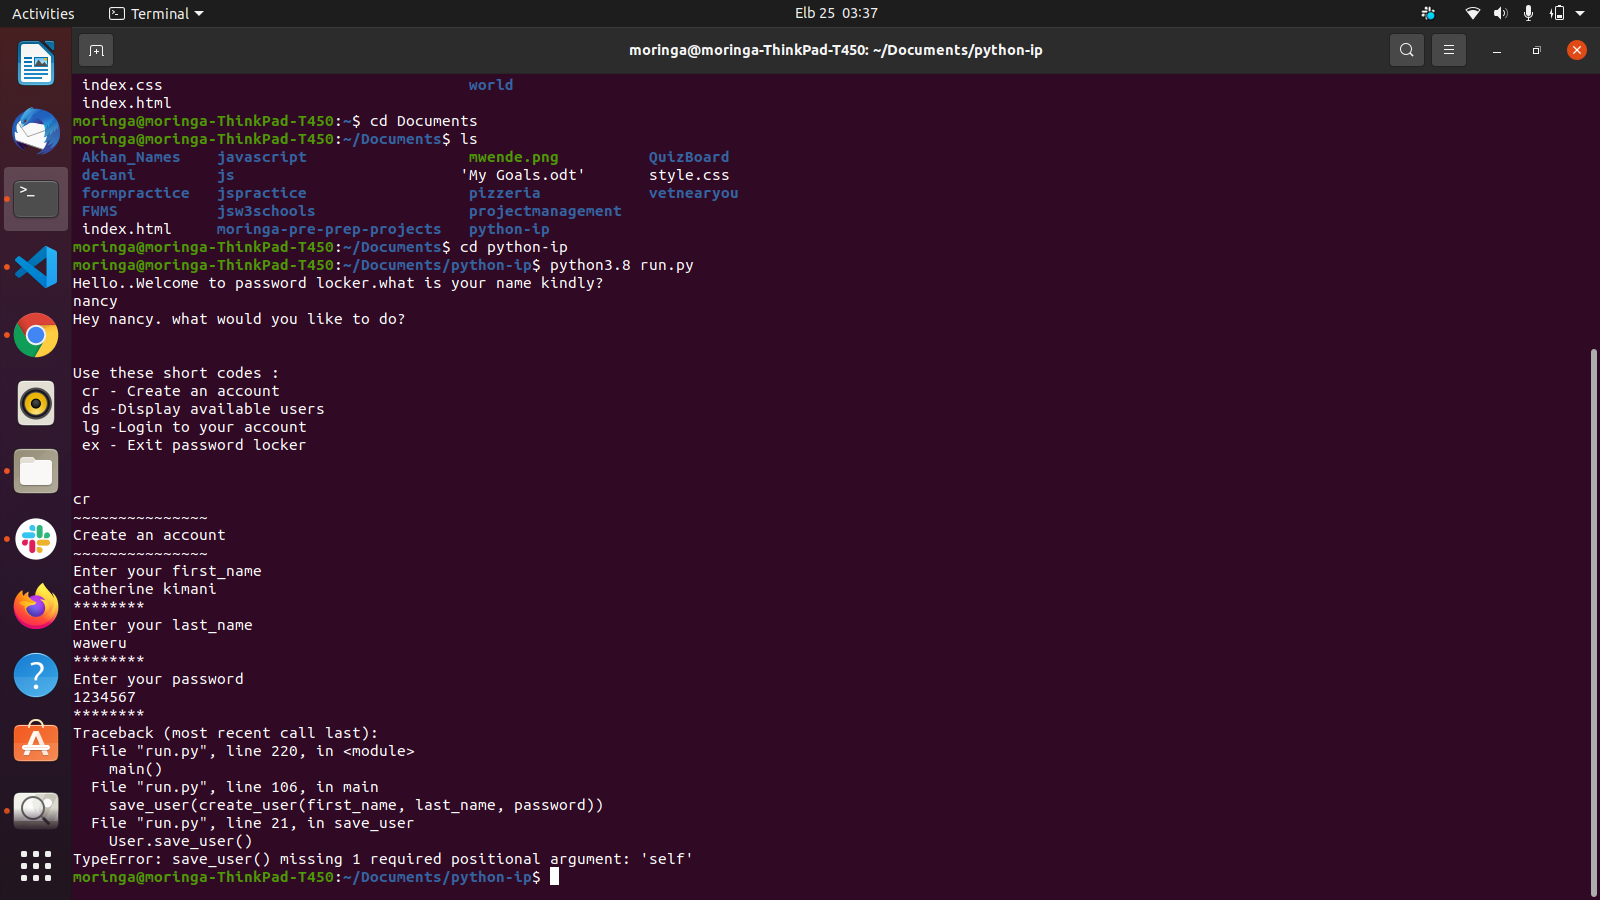 Activities Terminal Elb 25 03:37
moringa@moringa-ThinkPad-T450: ~/Documents/python-ip
index.css world
index.html
moringa@moringa-ThinkPad-T450:~$ cd Documents
moringa@moringa-ThinkPad-T450:~/Documents$ ls
Akhan_Names javascript mwende.png QuizBoard
delani js 'My Goals.odt' style.css
formpractice jspractice pizzeria vetnearyou
FWMS jsw3schools projectmanagement
index.html moringa-pre-prep-projects python-ip
moringa@moringa-ThinkPad-T450:~/Documents$ cd python-ip
moringa@moringa-ThinkPad-T450:~/Documents/python-ip$ python3.8 run.py
Hello..Welcome to password locker.what is your name kindly?
nancy
Hey nancy. what would you like to do?
Use these short codes :
cr - Create an account
ds -Display available users
lg -Login to your account
ex - Exit password locker
cr
~~~~~~~~~~~~~~~
Create an account
~~~~~~~~~~~~~~~
Enter your first_name
catherine kimani
********
Enter your last_name
waweru
********
Enter your password
1234567
********
Traceback (most recent call last):
File "run.py", line 220, in <module>
main()
File "run.py", line 106, in main
save_user(create_user(first_name, last_name, password))
File "run.py", line 21, in save_user
User.save_user()
TypeError: save_user() missing 1 required positional argument: 'self'
moringa@moringa-ThinkPad-T450:~/Documents/python-ip$